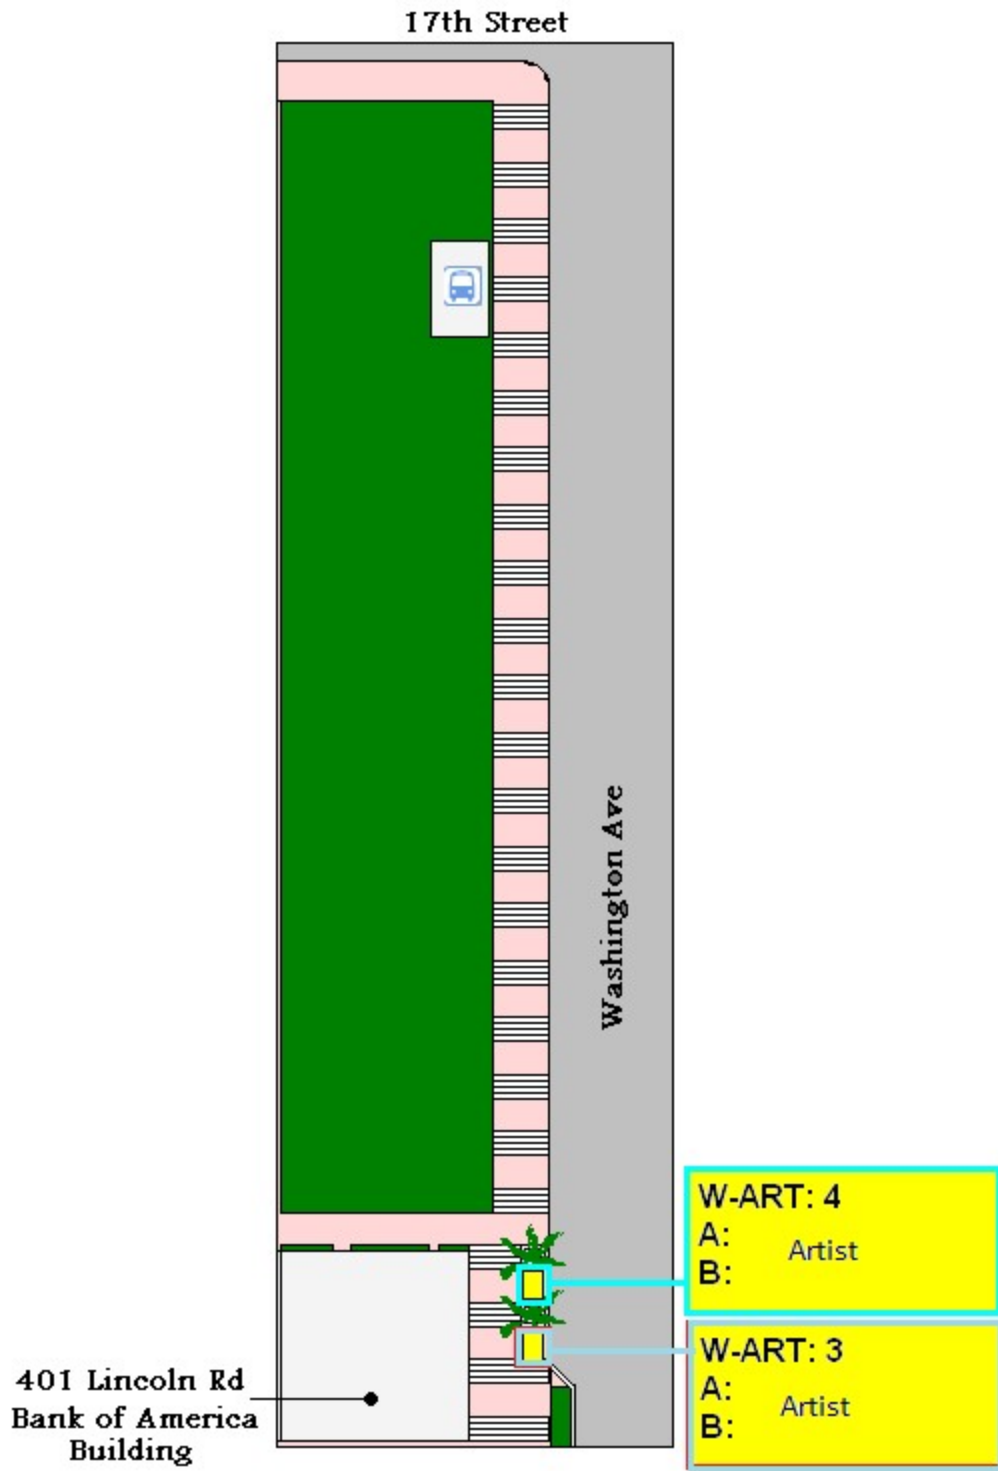 17th Street
Washington Ave
W-ART: 4
A:
Artist
B:
W-ART: 3
A:
Artist
B:
401 Lincoln Rd
Bank of America
Building